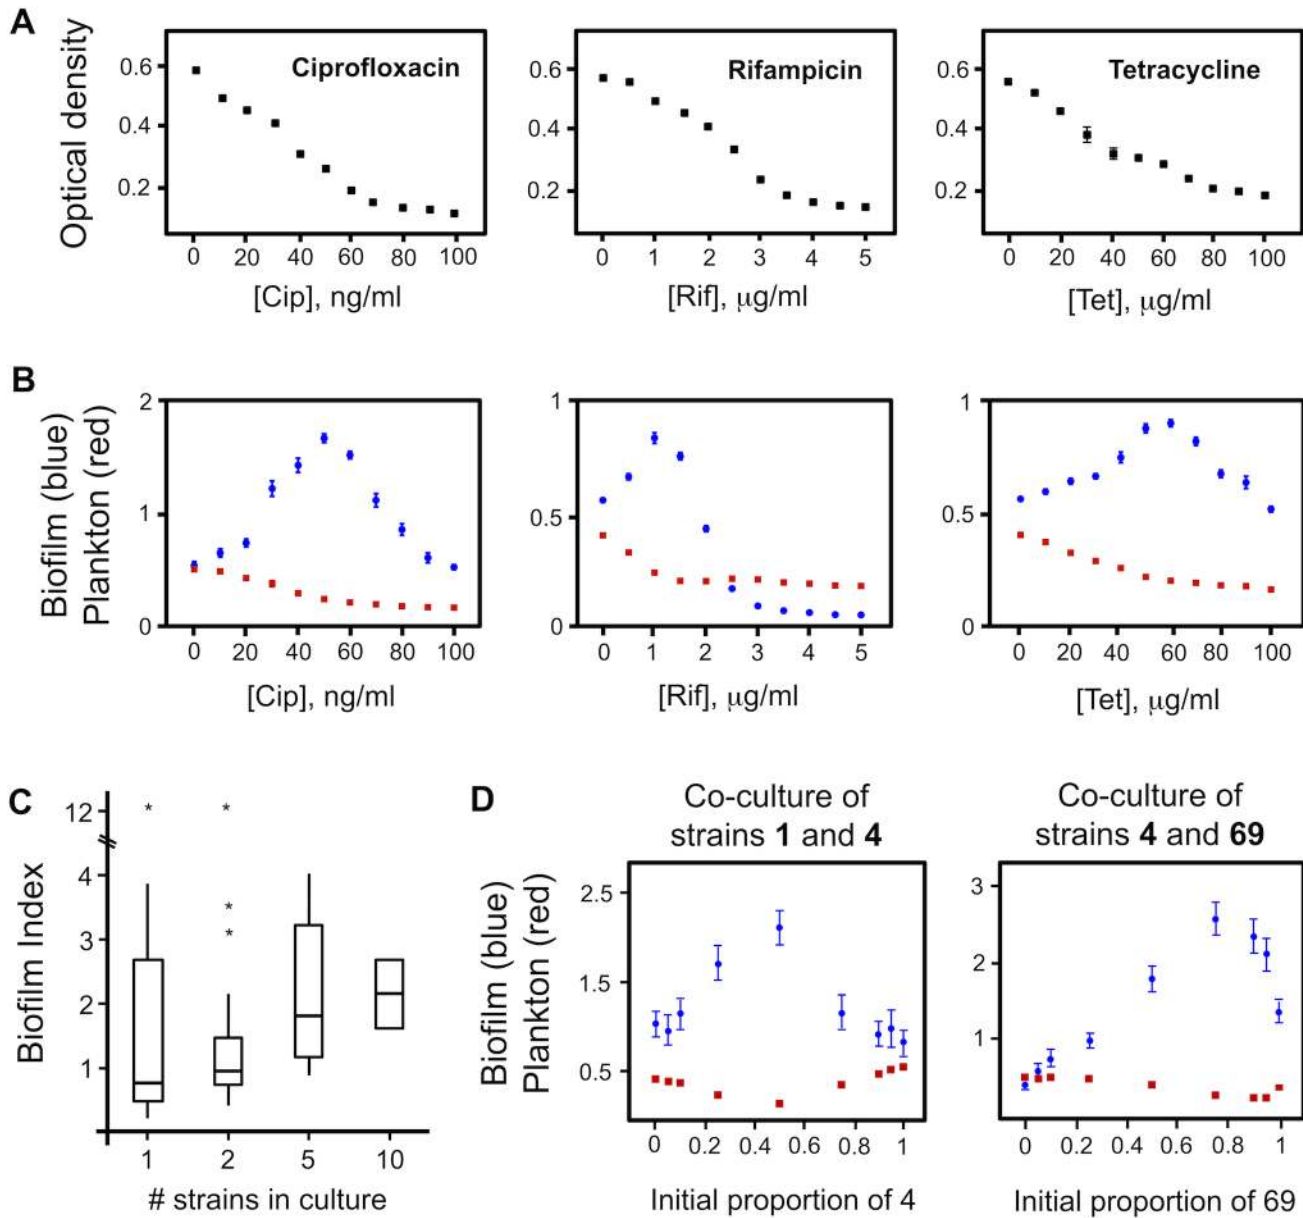 A
Optical density
0.6
0.4
0.2
Ciprofloxacin
0 20 40 60 80 100
[Cip], ng/ml
0.6
0.4
0.2
Rifampicin
0 1 2 3 4 5
[Rif], μg/ml
0.6
0.4
0.2
Tetracycline
0 20 40 60 80 100
[Tet], μg/ml
B
Biofilm (blue)
Plankton (red)
2
1
0
0 20 40 60 80 100
[Cip], ng/ml
1
0.5
0
0 1 2 3 4 5
[Rif], μg/ml
1
0.5
0
0 20 40 60 80 100
[Tet], μg/ml
C
Biofilm Index
12
4
3
2
1
* *
*
*
1 2 5 10
# strains in culture
D
Biofilm (blue)
Plankton (red)
Co-culture of
strains 1 and 4
2.5
1.5
0.5
0 0.2 0.4 0.6 0.8 1
Initial proportion of 4
Co-culture of
strains 4 and 69
3
2
1
0 0.2 0.4 0.6 0.8 1
Initial proportion of 69